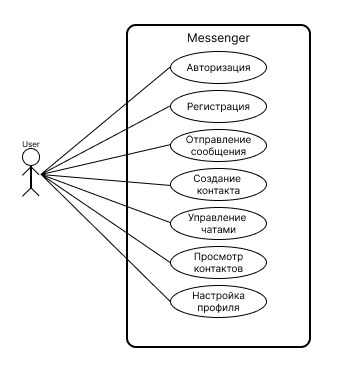 Messenger
Авторизация
Регистрация
User
Отправление
сообщения
Создание
контакта
Управление
чатами
Просмотр
контактов
Настройка
профиля